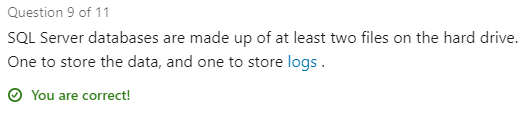 Question 9 of 11
SQL Server databases are made up of at least two files on the hard drive.
One to store the data, and one to store logs .
You are correct!